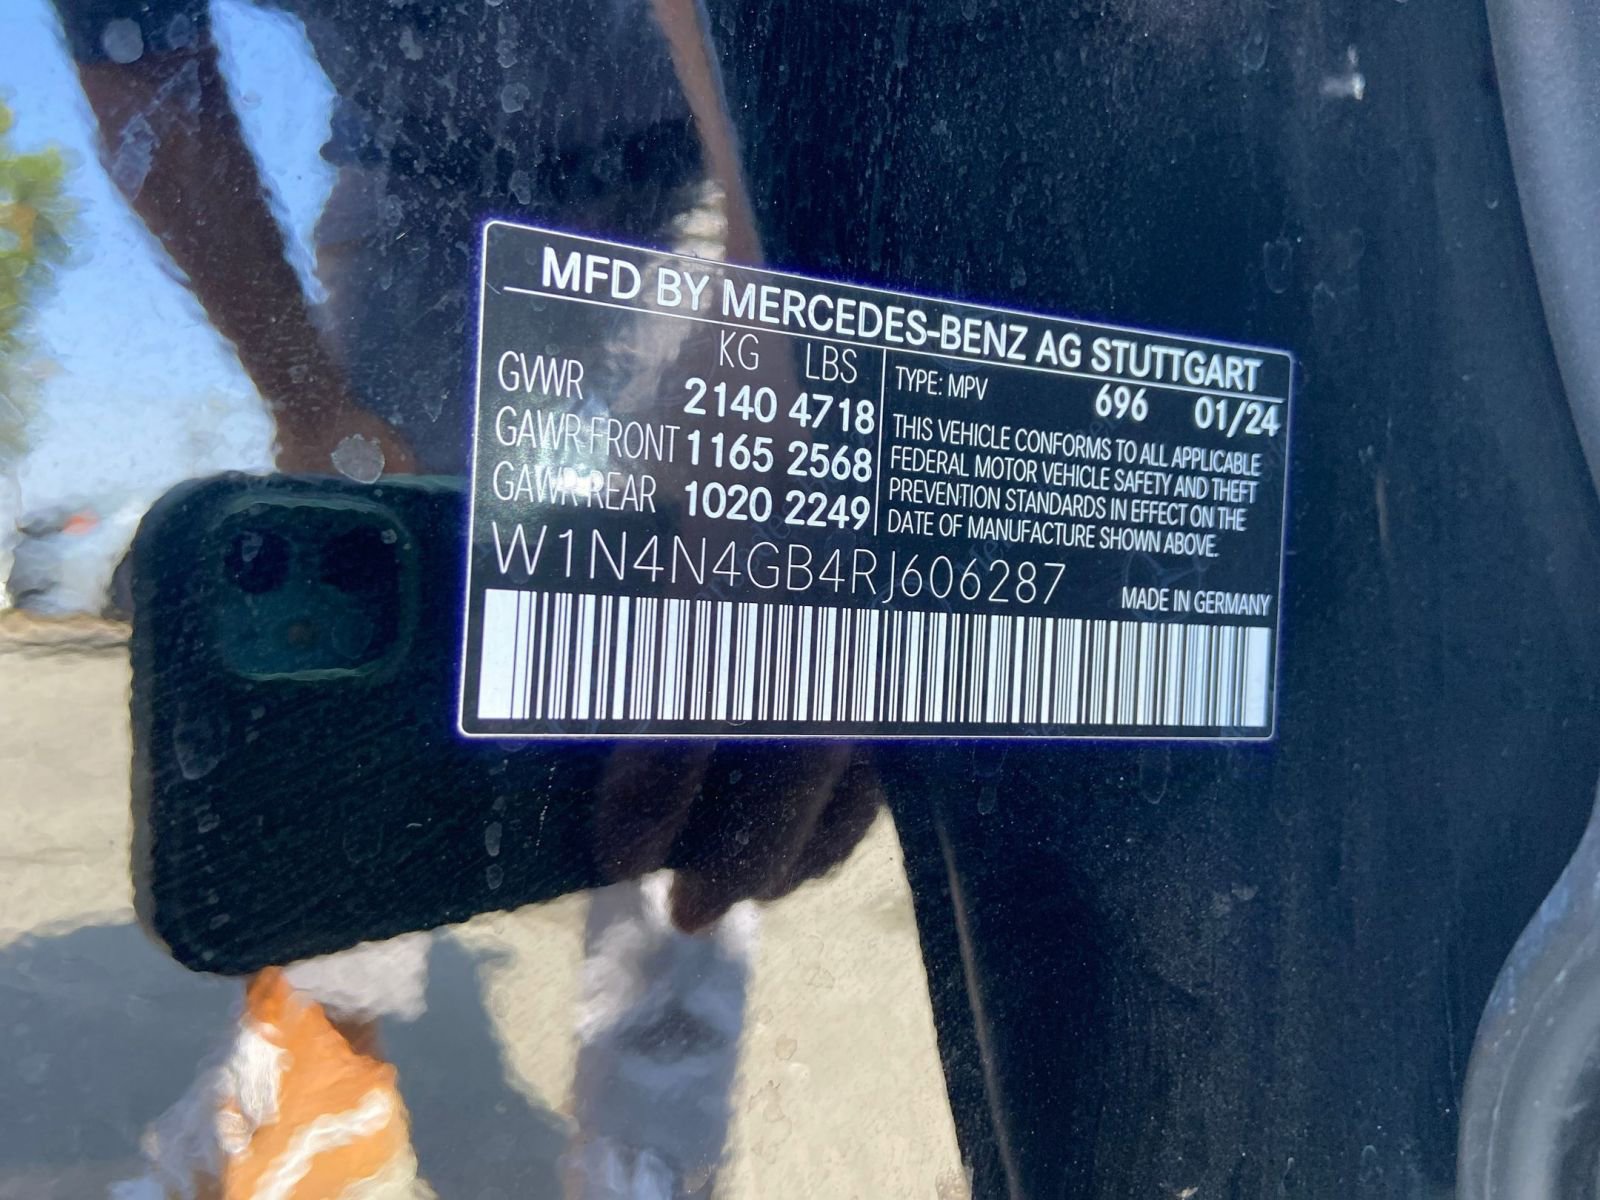 MFD BY MERCEDES-BENZ AG STUTTGART
KG LBS
GVWR 2140 4718
GAWR FRONT 1165 2568
GAWR REAR 1020 2249
TYPE: MPV 696 01/24
THIS VEHICLE CONFORMS TO ALL APPLICABLE
FEDERAL MOTOR VEHICLE SAFETY AND THEFT
PREVENTION STANDARDS IN EFFECT ON THE
DATE OF MANUFACTURE SHOWN ABOVE.
W1N4N4GB4RJ606287
MADE IN GERMANY